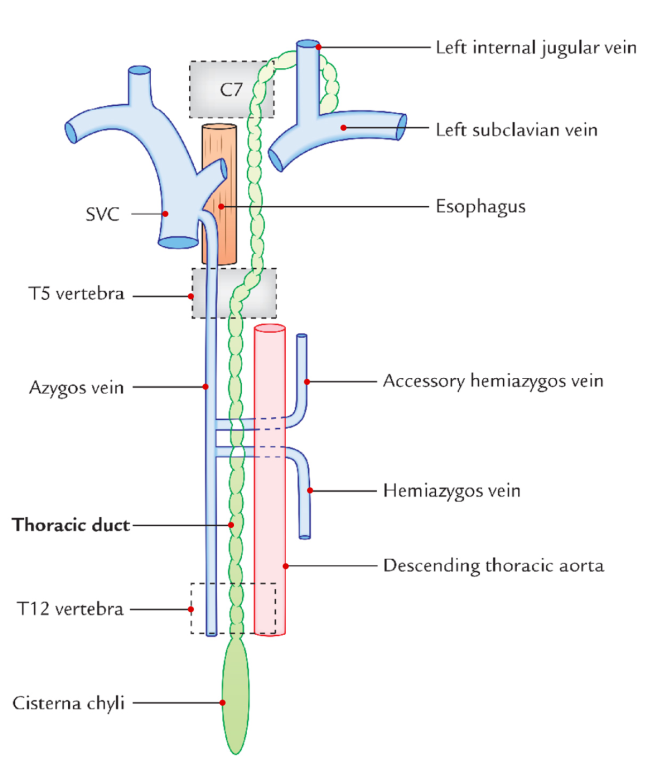 Left internal jugular vein
C7
Left subclavian vein
SVC
Esophagus
T5 vertebra
Azygos vein
Accessory hemiazygos vein
Hemiazygos vein
Thoracic duct
Descending thoracic aorta
T12 vertebra
Cisterna chyli